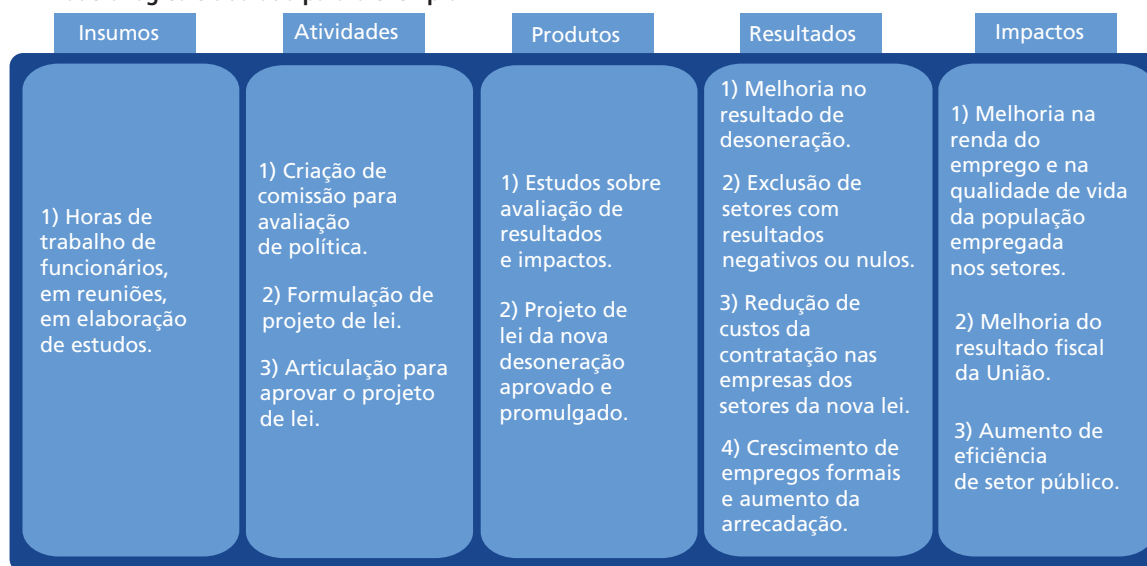 Insumos
Atividades
Produtos
Resultados
Impactos
1) Horas de
trabalho de
funcionários,
em reuniões,
em elaboração
de estudos.
1) Criação de
comissão para
avaliação
de política.
2) Formulação de
projeto de lei.
3) Articulação para
aprovar o projeto
de lei.
1) Estudos sobre
avaliação de
resultados
e impactos.
2) Projeto de
lei da nova
desoneração
aprovado e
promulgado.
1) Melhoria no
resultado de
desoneração.
2) Exclusão de
setores com
resultados
negativos ou nulos.
3) Redução de
custos da
contratação nas
empresas dos
setores da nova lei.
4) Crescimento de
empregos formais
e aumento da
arrecadação.
1) Melhoria na
renda do
emprego e na
qualidade de vida
da população
empregada
nos setores.
2) Melhoria do
resultado fiscal
da União.
3) Aumento de
eficiência
de setor público.